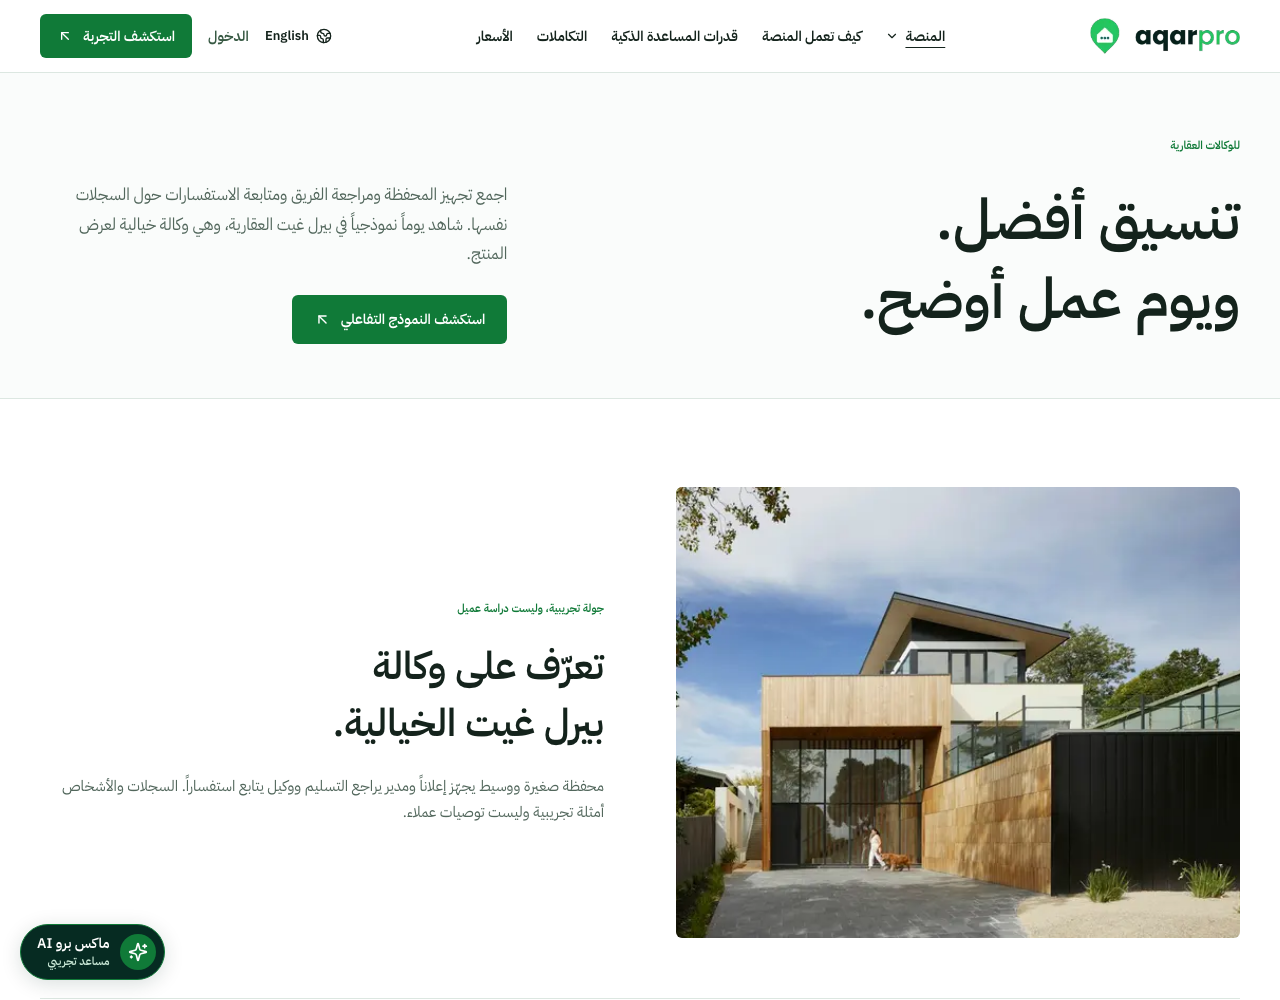 aqarpro
المنصة
كيف تعمل المنصة
قدرات المساعدة الذكية
التكاملات
الأسعار
English
الدخول
استكشف التجربة
للوكالات العقارية
تنسيق أفضل.
ويوم عمل أوضح.
اجمع تجهيز المحفظة ومراجعة الفريق ومتابعة الاستفسارات حول السجلات
نفسها. شاهد يوماً نموذجياً في بيرل غيت العقارية، وهي وكالة خيالية لعرض
المنتج.
استكشف النموذج التفاعلي
جولة تجريبية، وليست دراسة عميل
تعرّف على وكالة
بيرل غيت الخيالية.
محفظة صغيرة ووسيط يجهّز إعلاناً ومدير يراجع التسليم ووكيل يتابع استفساراً. السجلات والأشخاص
أمثلة تجريبية وليست توصيات عملاء.
ماكس برو AI
مساعد تجريبي